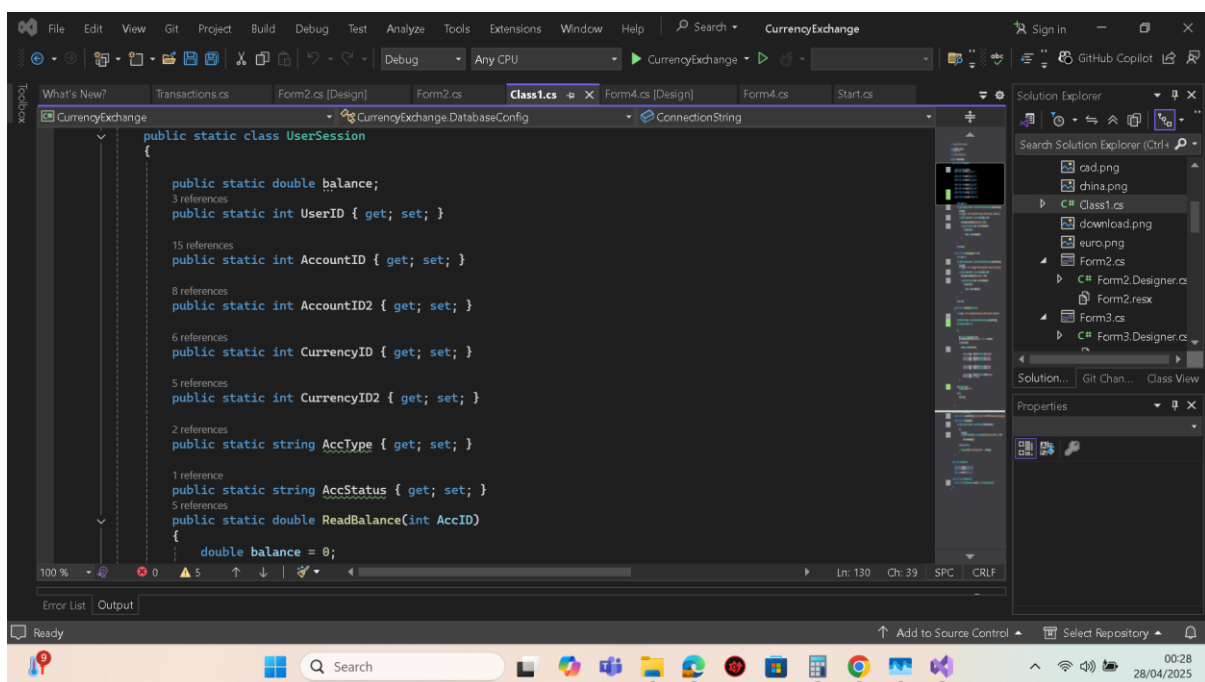 File Edit View Git Project Build Debug Test Analyze Tools Extensions Window Help Search CurrencyExchange Sign in
Debug Any CPU CurrencyExchange GitHub Copilot
Toolbox
What's New? Transactions.cs Form2.cs [Design] Form2.cs Class1.cs Form4.cs [Design] Form4.cs Start.cs
CurrencyExchange CurrencyExchange.DatabaseConfig ConnectionString
public static class UserSession
{
public static double balance;
3 references
public static int UserID { get; set; }
15 references
public static int AccountID { get; set; }
8 references
public static int AccountID2 { get; set; }
6 references
public static int CurrencyID { get; set; }
5 references
public static int CurrencyID2 { get; set; }
2 references
public static string AccType { get; set; }
1 reference
public static string AccStatus { get; set; }
5 references
public static double ReadBalance(int AccID)
{
double balance = 0;
100 % 0 5 Ln: 130 Ch: 39 SPC CRLF
Error List Output
Solution Explorer
Search Solution Explorer (Ctrl+
cad.png
china.png
C# Class1.cs
download.png
euro.png
Form2.cs
C# Form2.Designer.cs
Form2.resx
Form3.cs
C# Form3.Designer.cs
Solution... Git Chan... Class View
Properties
Ready Add to Source Control Select Repository
9 Search 00:28
28/04/2025